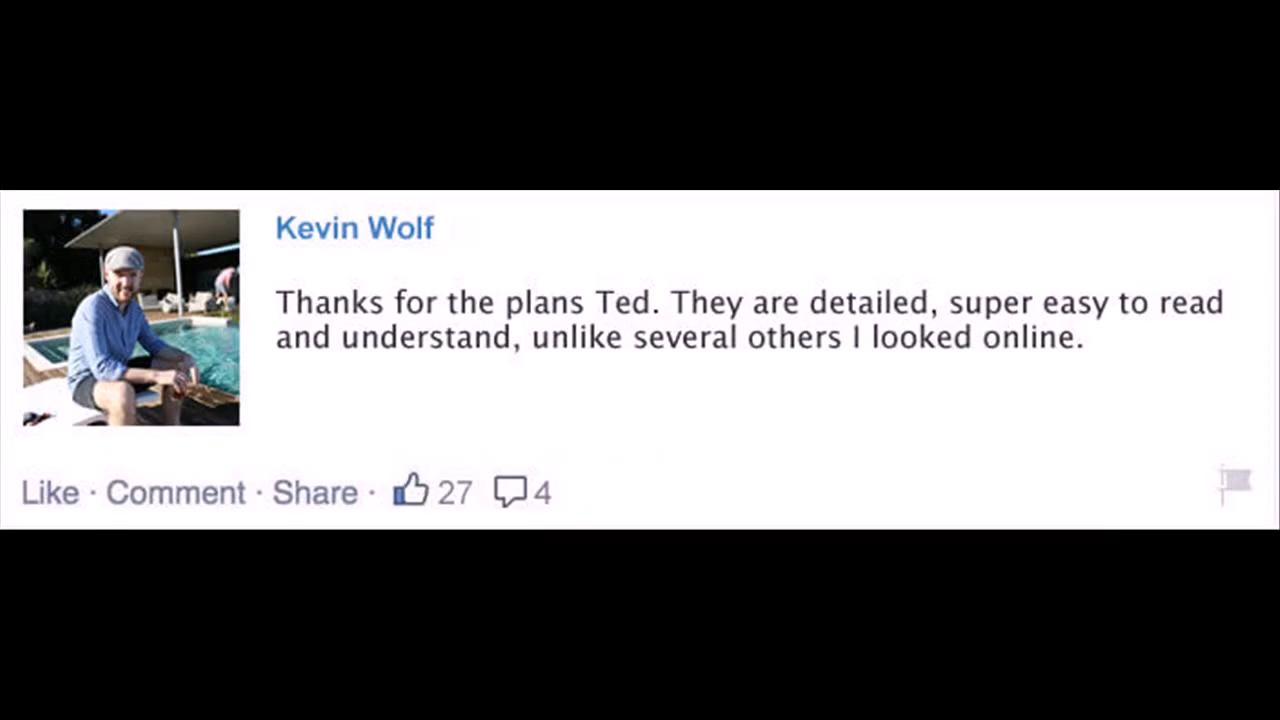 Kevin Wolf
Thanks for the plans Ted. They are detailed, super easy to read
and understand, unlike several others I looked online.
Like · Comment · Share · 27 4